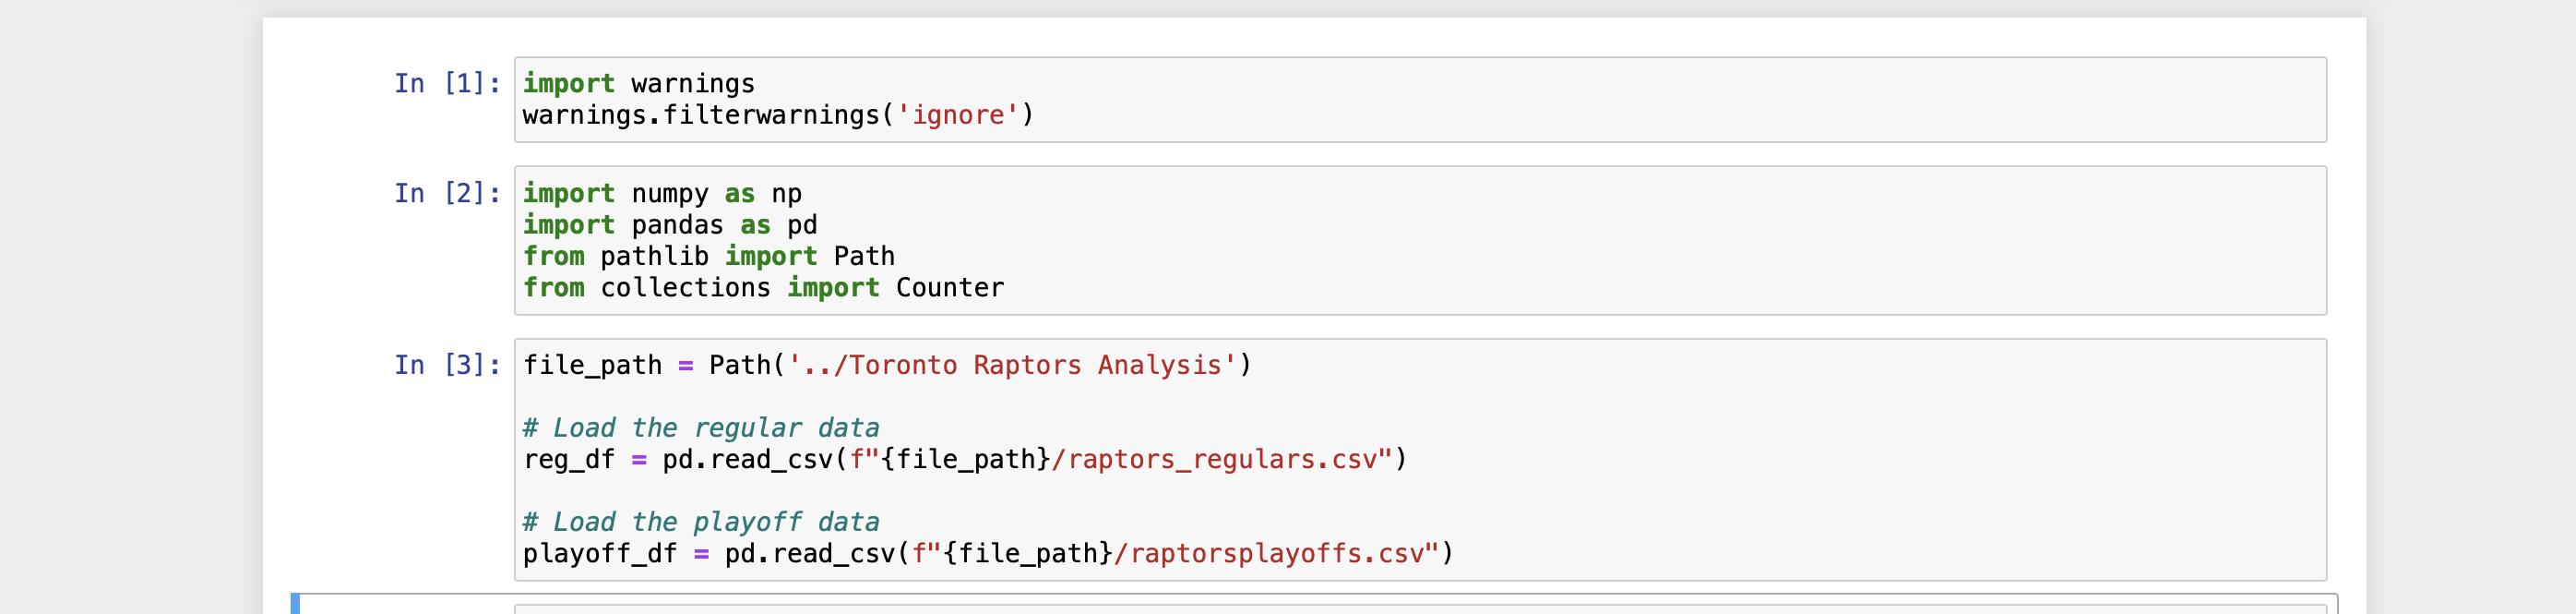 In [1]: import warnings
warnings.filterwarnings('ignore')
In [2]: import numpy as np
import pandas as pd
from pathlib import Path
from collections import Counter
In [3]: file_path = Path('../Toronto Raptors Analysis')
# Load the regular data
reg_df = pd.read_csv(f"{file_path}/raptors_regulars.csv")
# Load the playoff data
playoff_df = pd.read_csv(f"{file_path}/raptorsplayoffs.csv")